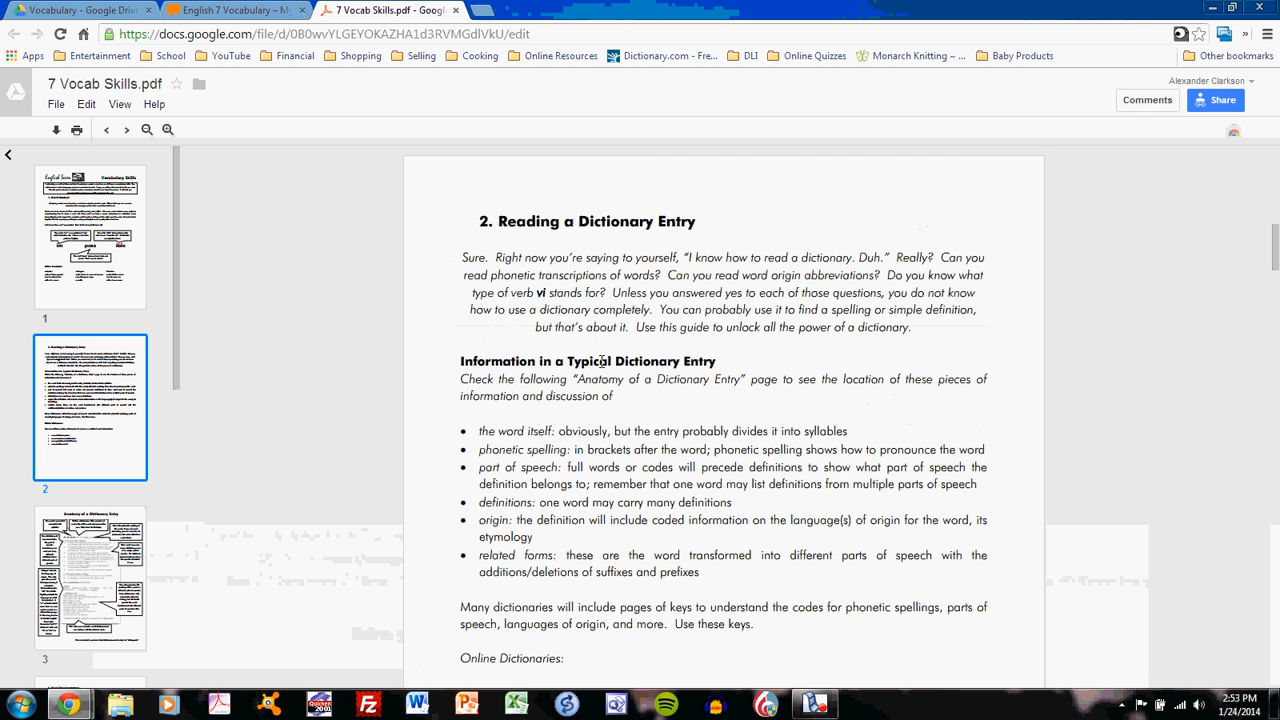 Vocabulary - Google Drive
English 7 Vocabulary – My
7 Vocab Skills.pdf - Google
https://docs.google.com/file/d/0B0wvYLGEYOKAZHA1d3RVMGdlVkU/edit
Apps Entertainment School YouTube Financial Shopping Selling Cooking Online Resources Dictionary.com - Fre... DLI Online Quizzes Monarch Knitting ~ ... Baby Products Other bookmarks
Alexander Clarkson
7 Vocab Skills.pdf
File Edit View Help
Comments Share
English Seven Vocabulary Skills
1
2
Anatomy of a Dictionary Entry
3
2. Reading a Dictionary Entry
Sure. Right now you're saying to yourself, “I know how to read a dictionary. Duh.” Really? Can you
read phonetic transcriptions of words? Can you read word origin abbreviations? Do you know what
type of verb vi stands for? Unless you answered yes to each of those questions, you do not know
how to use a dictionary completely. You can probably use it to find a spelling or simple definition,
but that's about it. Use this guide to unlock all the power of a dictionary.
Information in a Typical Dictionary Entry
Check the following “Anatomy of a Dictionary Entry” page to see the location of these pieces of
information and discussion of
• the word itself: obviously, but the entry probably divides it into syllables
• phonetic spelling: in brackets after the word; phonetic spelling shows how to pronounce the word
• part of speech: full words or codes will precede definitions to show what part of speech the
definition belongs to; remember that one word may list definitions from multiple parts of speech
• definitions: one word may carry many definitions
• origin: the definition will include coded information on the language(s) of origin for the word, its
etymology
• related forms: these are the word transformed into different parts of speech with the
additions/deletions of suffixes and prefixes
Many dictionaries will include pages of keys to understand the codes for phonetic spellings, parts of
speech, languages of origin, and more. Use these keys.
Online Dictionaries:
2:53 PM
1/24/2014